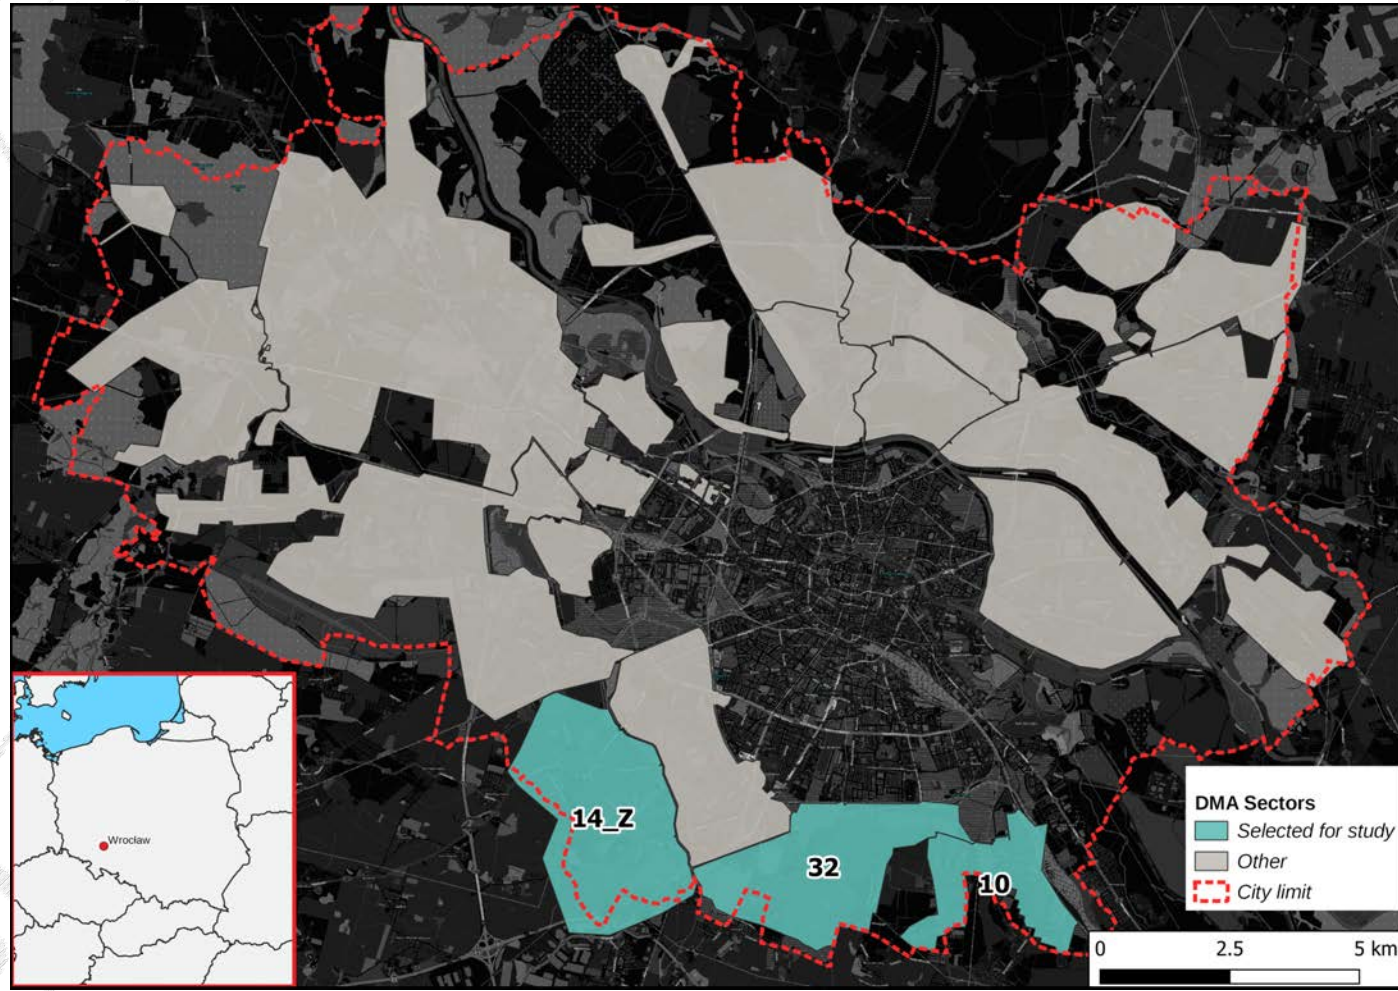 14_Z
32
10
Wrocław
DMA Sectors
Selected for study
Other
City limit
0 2.5 5 km